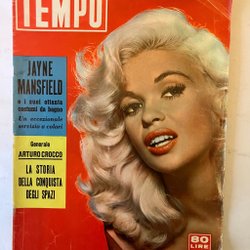 TEMPO
JAYNE
MANSFIELD
e i suoi ottanta
costumi da bagno
Un eccezionale
servizio a colori
Generale
ARTURO CROCCO
LA STORIA
DELLA
CONQUISTA
DEGLI
SPAZI
80
LIRE